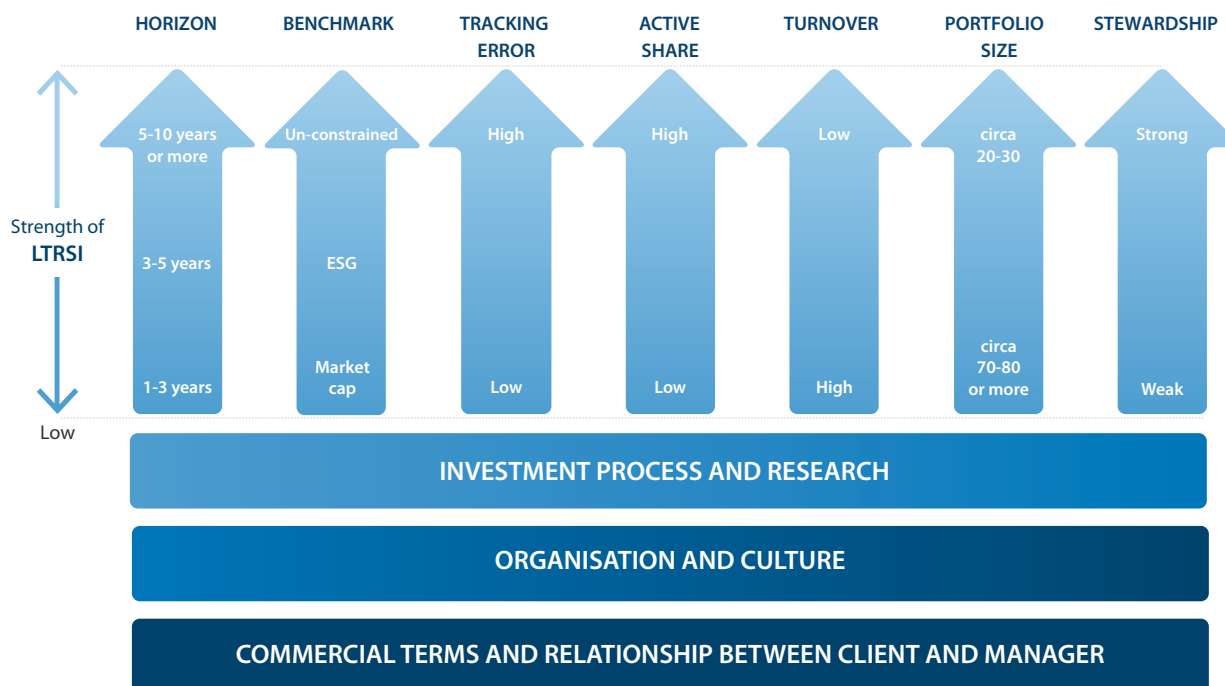 HORIZON
BENCHMARK
TRACKING
ERROR
ACTIVE
SHARE
TURNOVER
PORTFOLIO
SIZE
STEWARDSHIP
Strength of
LTRSI
Low
5-10 years
or more
3-5 years
1-3 years
Un-constrained
ESG
Market
cap
High
Low
High
Low
Low
High
circa
20-30
circa
70-80
or more
Strong
Weak
INVESTMENT PROCESS AND RESEARCH
ORGANISATION AND CULTURE
COMMERCIAL TERMS AND RELATIONSHIP BETWEEN CLIENT AND MANAGER